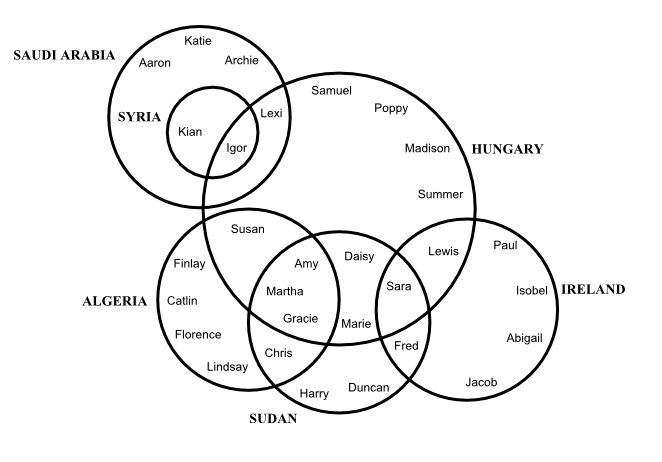 Katie
SAUDI ARABIA
Aaron
Archie
Samuel
Poppy
SYRIA
Lexi
Kian
Igor
Madison
HUNGARY
Summer
Susan
Daisy
Lewis
Paul
Finlay
Amy
Sara
Isobel
IRELAND
ALGERIA
Catlin
Martha
Gracie
Marie
Florence
Fred
Abigail
Chris
Lindsay
Jacob
Harry
Duncan
SUDAN